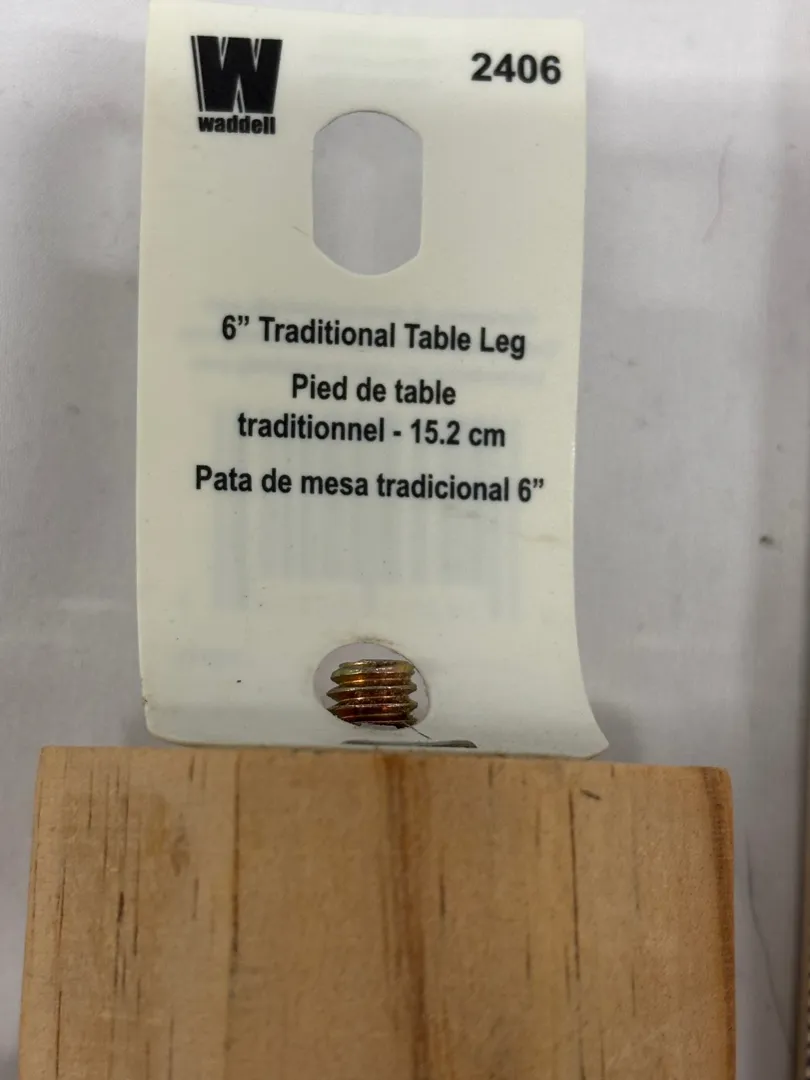 W
waddell
2406
6” Traditional Table Leg
Pied de table
traditionnel - 15.2 cm
Pata de mesa tradicional 6”